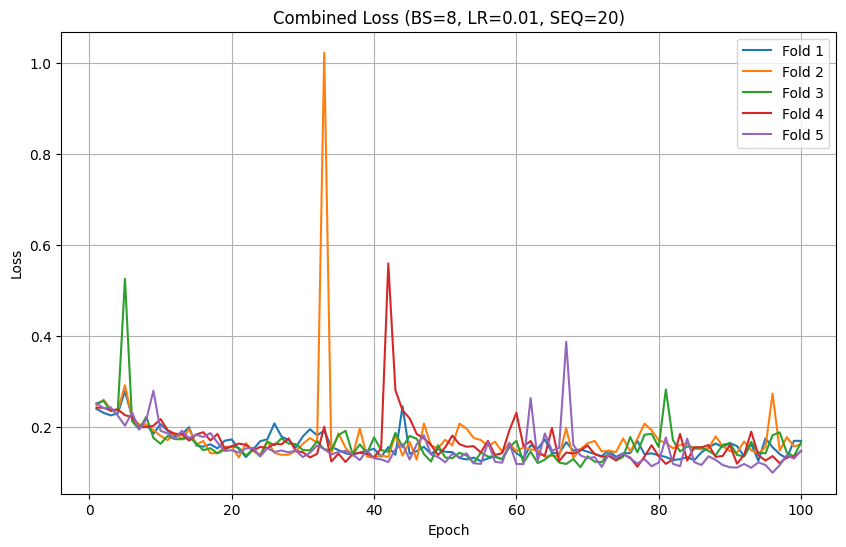 Combined Loss (BS=8, LR=0.01, SEQ=20)
Fold 1
Fold 2
Fold 3
Fold 4
Fold 5
1.0
0.8
0.6
0.4
0.2
Loss
0 20 40 60 80 100
Epoch